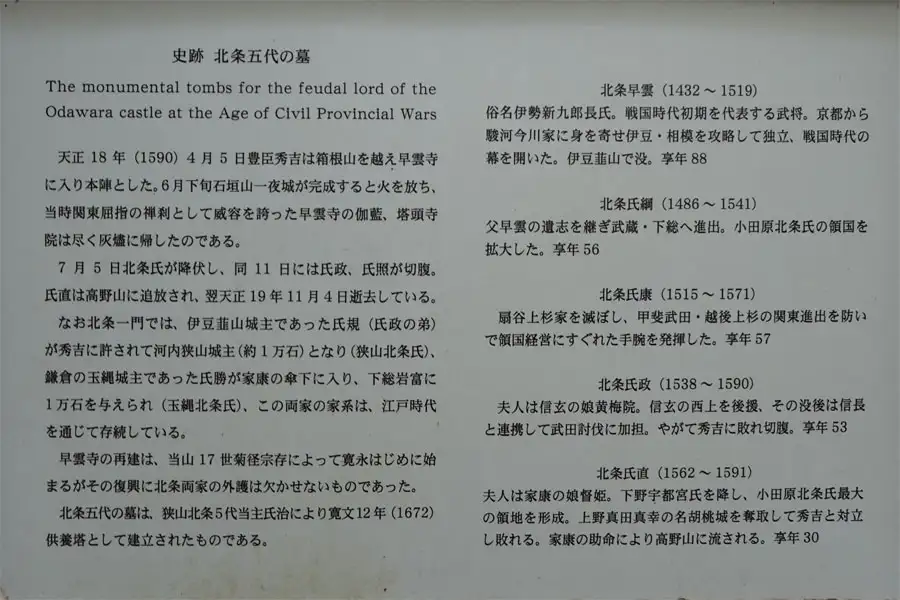 史跡 北条五代の墓
The monumental tombs for the feudal lord of the
Odawara castle at the Age of Civil Provincial Wars
天正 18 年（1590）4 月 5 日豊臣秀吉は箱根山を越え早雲寺
に入り本陣とした。6月下旬石垣山一夜城が完成すると火を放ち、
当時関東屈指の禅刹として威容を誇った早雲寺の伽藍、塔頭寺
院は尽く灰燼に帰したのである。
7 月 5 日北条氏が降伏し、同 11 日には氏政、氏照が切腹。
氏直は高野山に追放され、翌天正 19 年 11 月 4 日逝去している。
なお北条一門では、伊豆韮山城主であった氏規（氏政の弟）
が秀吉に許されて河内狭山城主(約１万石)となり(狭山北条氏)、
鎌倉の玉縄城主であった氏勝が家康の傘下に入り、下総岩富に
1万石を与えられ（玉縄北条氏）、この両家の家系は、江戸時代
を通じて存続している。
早雲寺の再建は、当山 17 世菊径宗存によって寛永はじめに始
まるがその復興に北条両家の外護は欠かせないものであった。
北条五代の墓は、狭山北条5代当主氏治により寛文12年（1672）
供養塔として建立されたものである。
北条早雲（1432 〜 1519）
俗名伊勢新九郎長氏。戦国時代初期を代表する武将。京都から
駿河今川家に身を寄せ伊豆・相模を攻略して独立、戦国時代の
幕を開いた。伊豆韮山で没。享年 88
北条氏綱（1486 〜 1541）
父早雲の遺志を継ぎ武蔵・下総へ進出。小田原北条氏の領国を
拡大した。享年 56
北条氏康（1515 〜 1571）
扇谷上杉家を滅ぼし、甲斐武田・越後上杉の関東進出を防い
で領国経営にすぐれた手腕を発揮した。享年 57
北条氏政（1538 〜 1590）
夫人は信玄の娘黄梅院。信玄の西上を後援、その没後は信長
と連携して武田討伐に加担。やがて秀吉に敗れ切腹。享年 53
北条氏直（1562 〜 1591）
夫人は家康の娘督姫。下野宇都宮氏を降し、小田原北条氏最大
の領地を形成。上野真田真幸の名胡桃城を奪取して秀吉と対立
し敗れる。家康の助命により高野山に流される。享年 30